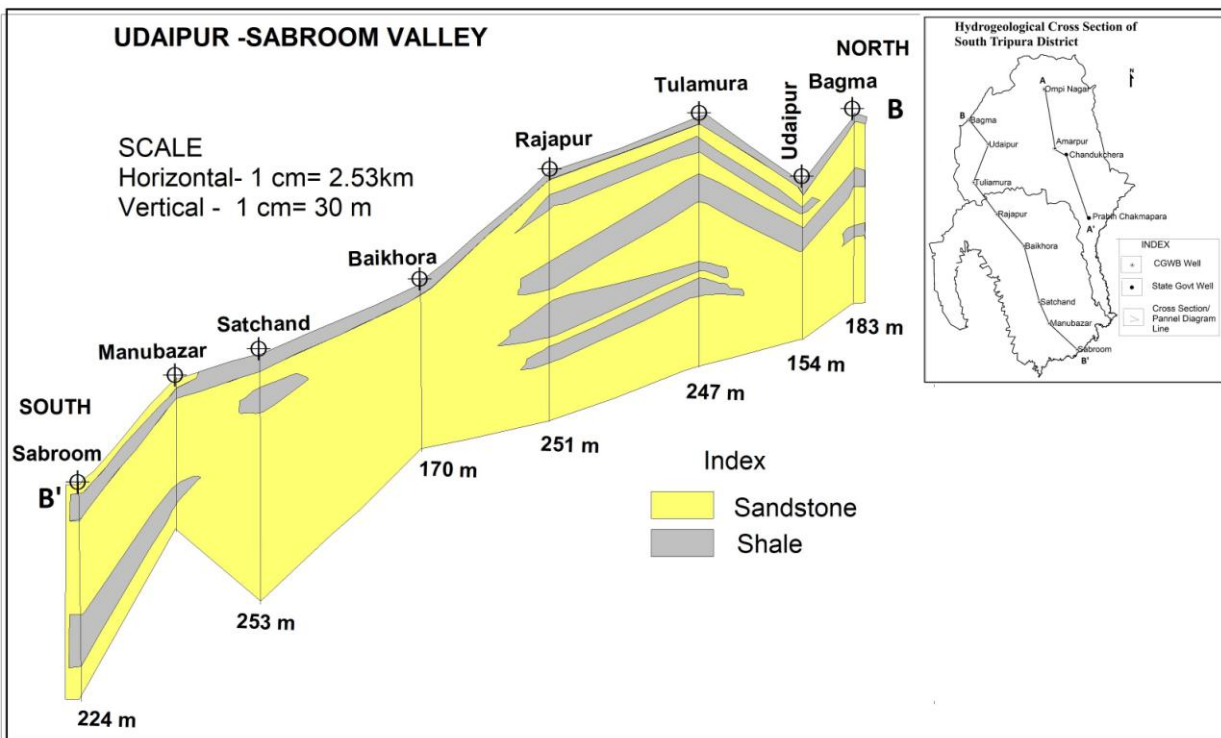 UDAIPUR -SABROOM VALLEY
SCALE
Horizontal- 1 cm= 2.53km
Vertical - 1 cm= 30 m
NORTH
Bagma
B
Udaipur
Tulamura
Rajapur
Baikhora
Satchand
Manubazar
SOUTH
Sabroom
B'
224 m
253 m
170 m
251 m
247 m
154 m
183 m
Index
Sandstone
Shale
Hydrogeological Cross Section of
South Tripura District
N
A
Ompi Nagar
B
Bagma
Udaipur
Amarpur
Chandukchera
Tuliamura
Rajapur
Prabin Chakmapara
A'
Baikhora
Satchand
Manubazar
Sabroom
B'
INDEX
CGWB Well
State Govt Well
Cross Section/
Pannel Diagram
Line